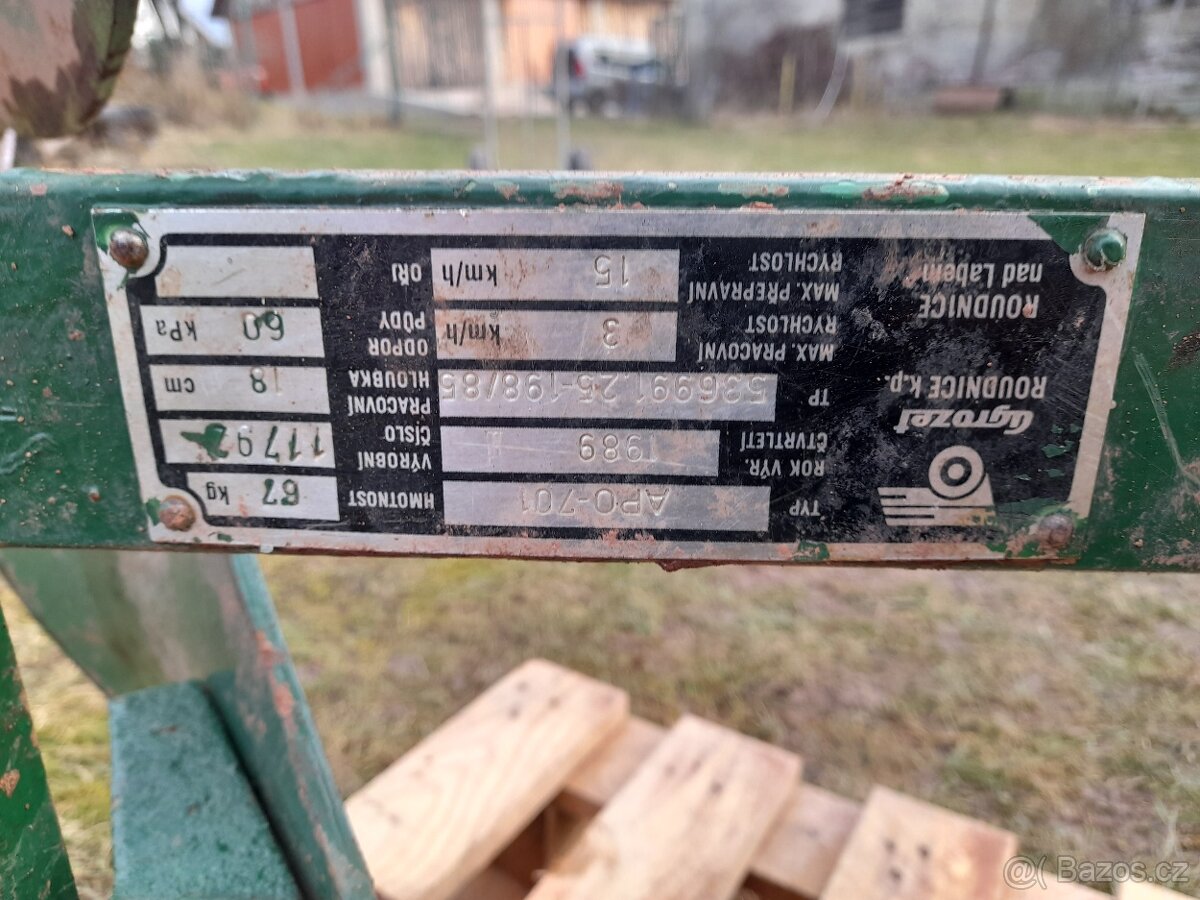 Agrozet
ROUDNICE k.p.
ROUDNICE
nad Labem
TYP APO-701
ROK VÝR. 1989
ČTVRTLETÍ
TP 536991 25-198/85
MAX. PRACOVNÍ
RYCHLOST 3 km/h
MAX. PŘEPRAVNÍ
RYCHLOST 15 km/h
HMOTNOST 67 kg
VÝROBNÍ
ČÍSLO
PRACOVNÍ
HLOUBKA 18 cm
ODPOR
PŮDY 60 kPa
OŘI
@ Bazos.cz